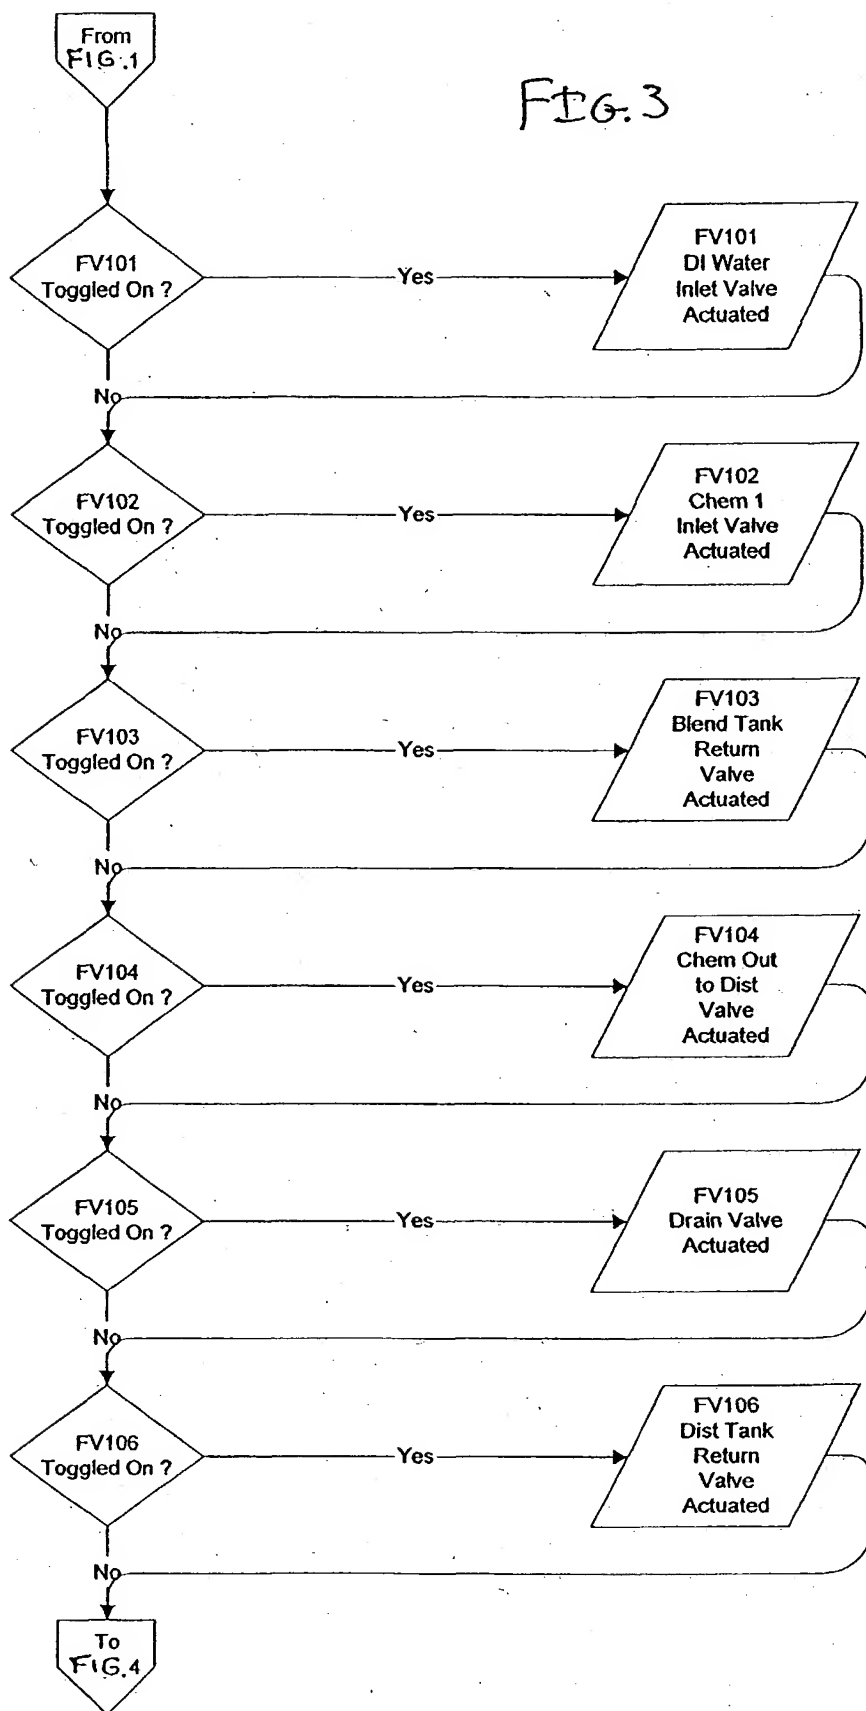 From
FIG.1
FIG.3
FV101
Toggled On ?
Yes
FV101
DI Water
Inlet Valve
Actuated
No
FV102
Toggled On ?
Yes
FV102
Chem 1
Inlet Valve
Actuated
No
FV103
Toggled On ?
Yes
FV103
Blend Tank
Return
Valve
Actuated
No
FV104
Toggled On ?
Yes
FV104
Chem Out
to Dist
Valve
Actuated
No
FV105
Toggled On ?
Yes
FV105
Drain Valve
Actuated
No
FV106
Toggled On ?
Yes
FV106
Dist Tank
Return
Valve
Actuated
No
To
FIG.4